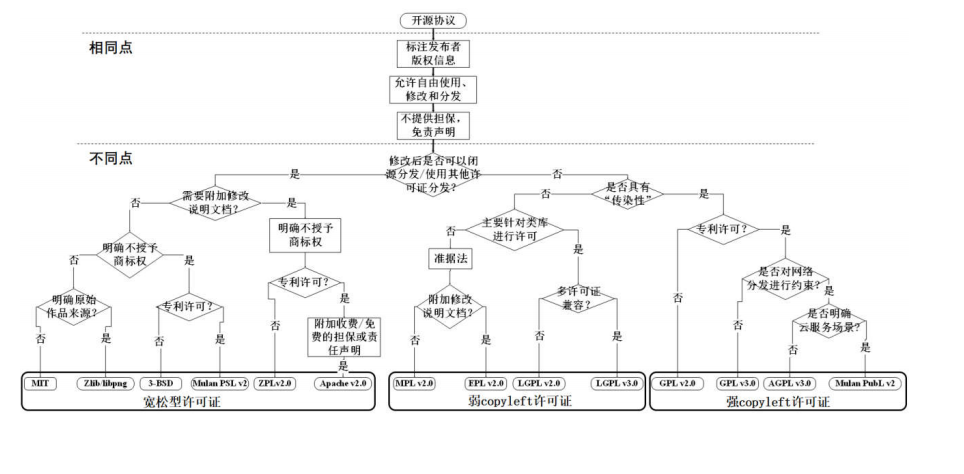 开源协议
相同点
标注发布者
版权信息
允许自由使用、
修改和分发
不提供担保，
免责声明
不同点
修改后是否可以闭
源分发/使用其他许
可证分发？
是
否
需要附加修改
说明文档？
是否具有
“传染性”
否
是
否
是
明确不授予
商标权
主要针对类库
进行许可
专利许可？
明确不授予
商标权
否
是
否
是
否
是
准据法
专利许可？
是否对网络
分发进行约束？
明确原始
作品来源？
专利许可？
附加修改
说明文档？
多许可证
兼容？
是
否
是
是否明确
云服务场景？
附加收费/免
费的担保或责
任声明
否
是
否
是
否
是
否
是
否
否
是
是
MIT
Zlib/libpng
3-BSD
Mulan PSL v2
ZPLv2.0
Apache v2.0
MPL v2.0
EPL v2.0
LGPL v2.0
LGPL v3.0
GPL v2.0
GPL v3.0
AGPL v3.0
Mulan PubL v2
宽松型许可证
弱copyleft许可证
强copyleft许可证